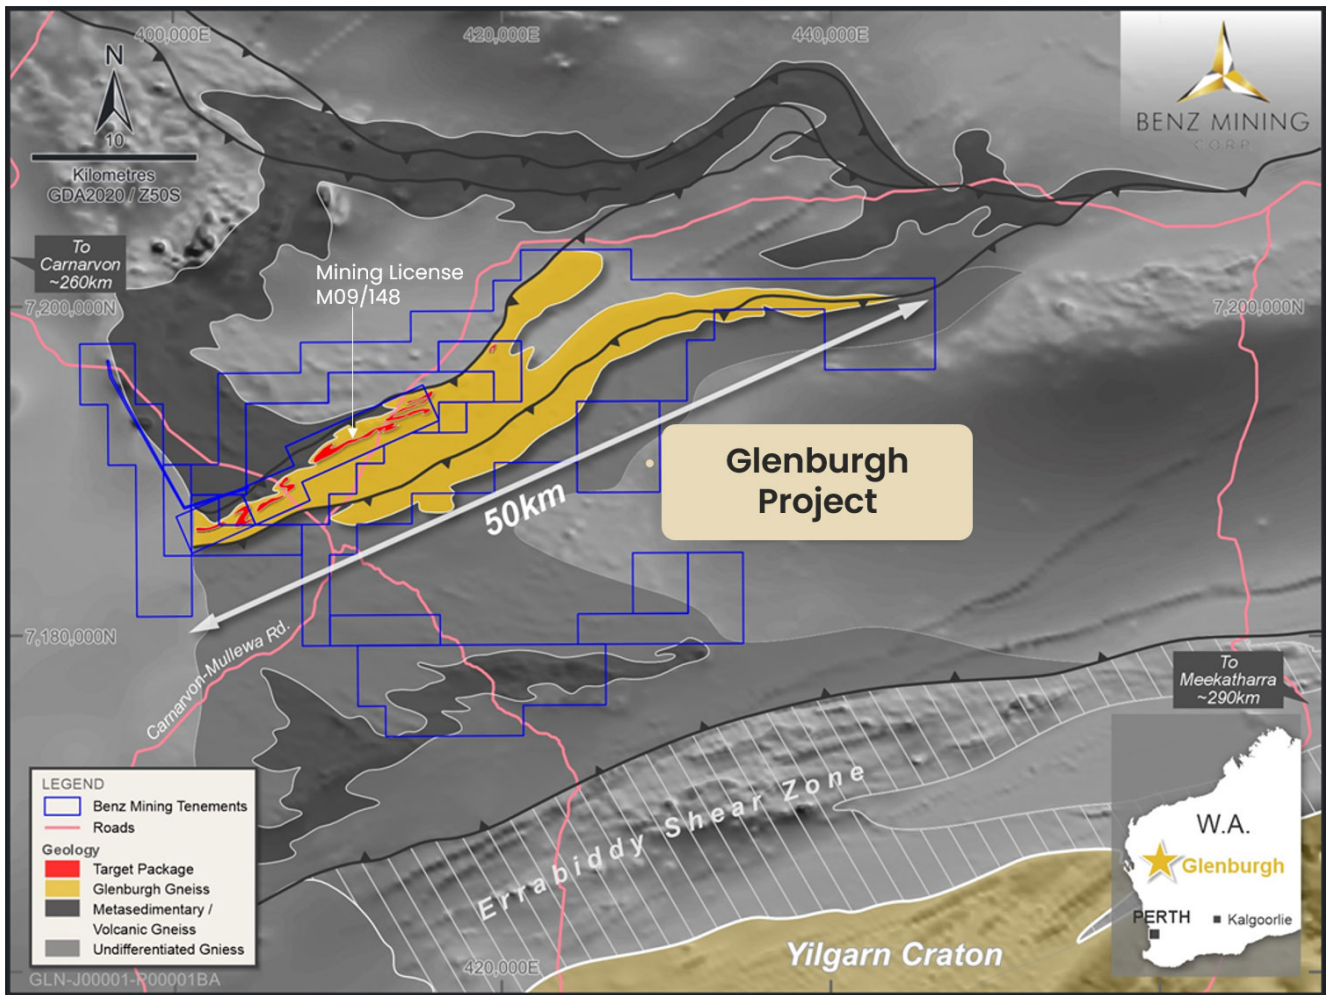 400,000E
420,000E
440,000E
N
10
Kilometres
GDA2020 / Z50S
BENZ MINING
CORP
To
Carnarvon
~260km
Mining License
M09/148
7,200,000N
7,200,000N
Glenburgh
Project
50km
7,180,000N
Carnarvon-Mullewa Rd.
To
Meekatharra
~290km
Errabiddy Shear Zone
LEGEND
Benz Mining Tenements
Roads
Geology
Target Package
Glenburgh Gneiss
Metasedimentary /
Volcanic Gneiss
Undifferentiated Gniess
W.A.
Glenburgh
PERTH
Kalgoorlie
Yilgarn Craton
420,000E
GLN-J00001-P00001BA